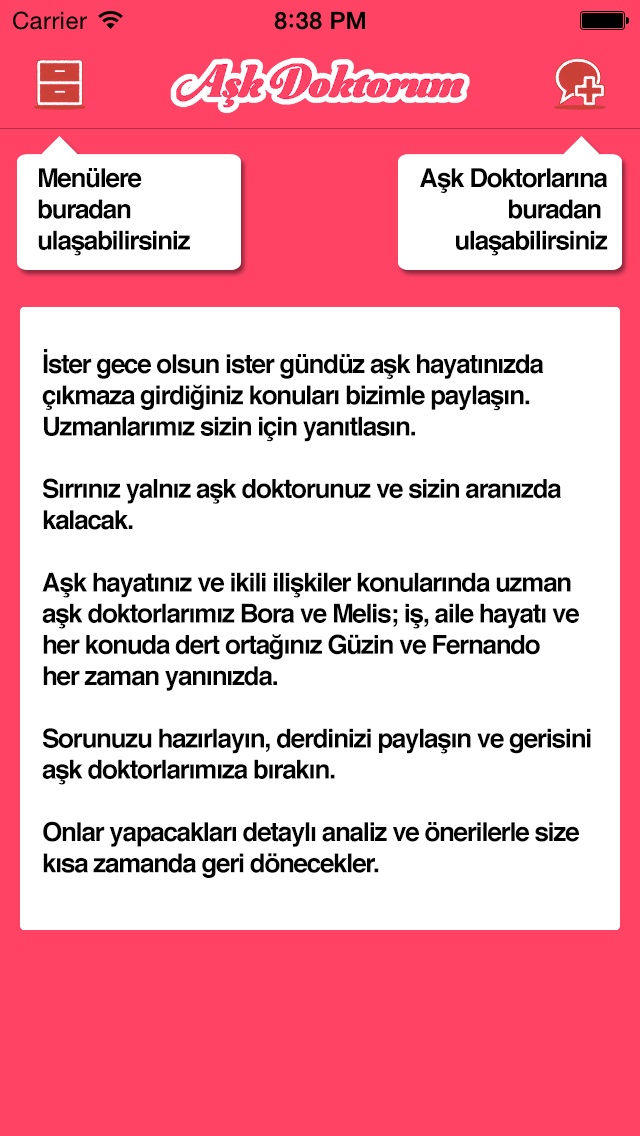 Carrier 8:38 PM
Aşk Doktorum
Menülere
buradan
ulaşabilirsiniz
Aşk Doktorlarına
buradan
ulaşabilirsiniz
İster gece olsun ister gündüz aşk hayatınızda
çıkmaza girdiğiniz konuları bizimle paylaşın.
Uzmanlarımız sizin için yanıtlasın.
Sırrınız yalnız aşk doktorunuz ve sizin aranızda
kalacak.
Aşk hayatınız ve ikili ilişkiler konularında uzman
aşk doktorlarımız Bora ve Melis; iş, aile hayatı ve
her konuda dert ortağınız Güzin ve Fernando
her zaman yanınızda.
Sorunuzu hazırlayın, derdinizi paylaşın ve gerisini
aşk doktorlarımıza bırakın.
Onlar yapacakları detaylı analiz ve önerilerle size
kısa zamanda geri dönecekler.